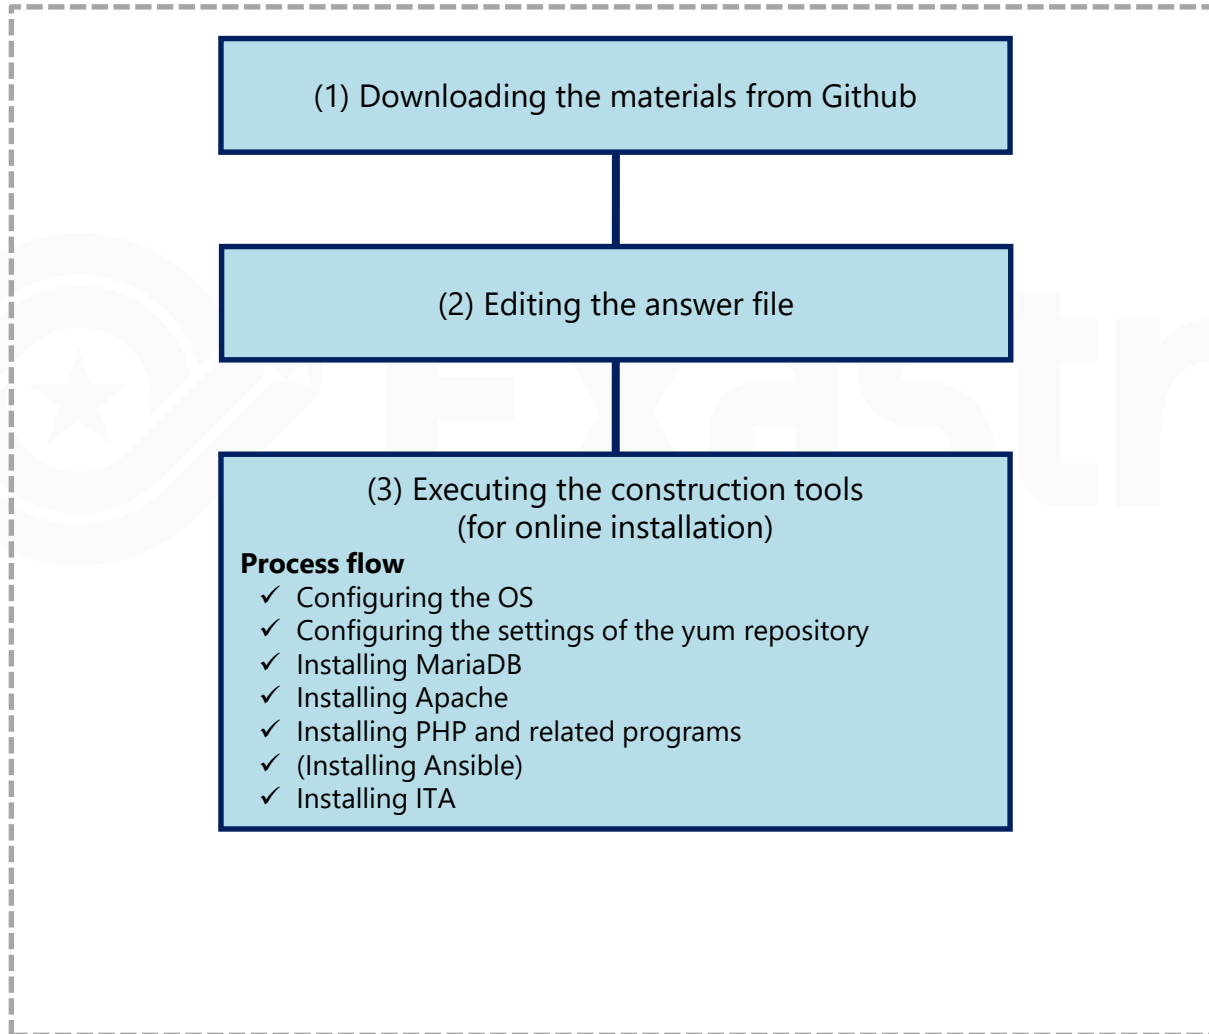 (1) Downloading the materials from Github
(2) Editing the answer file
(3) Executing the construction tools
(for online installation)
Process flow
✓ Configuring the OS
✓ Configuring the settings of the yum repository
✓ Installing MariaDB
✓ Installing Apache
✓ Installing PHP and related programs
✓ (Installing Ansible)
✓ Installing ITA
Exastr